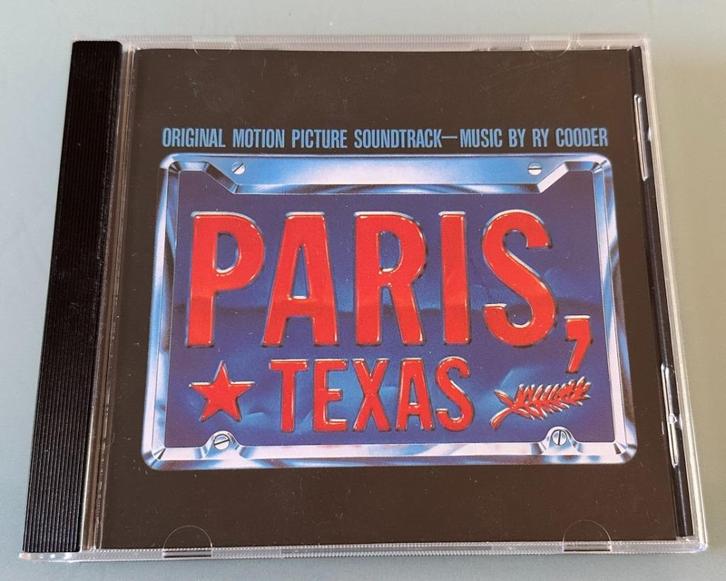 ORIGINAL MOTION PICTURE SOUNDTRACK—MUSIC BY RY COODER
PARIS,
TEXAS